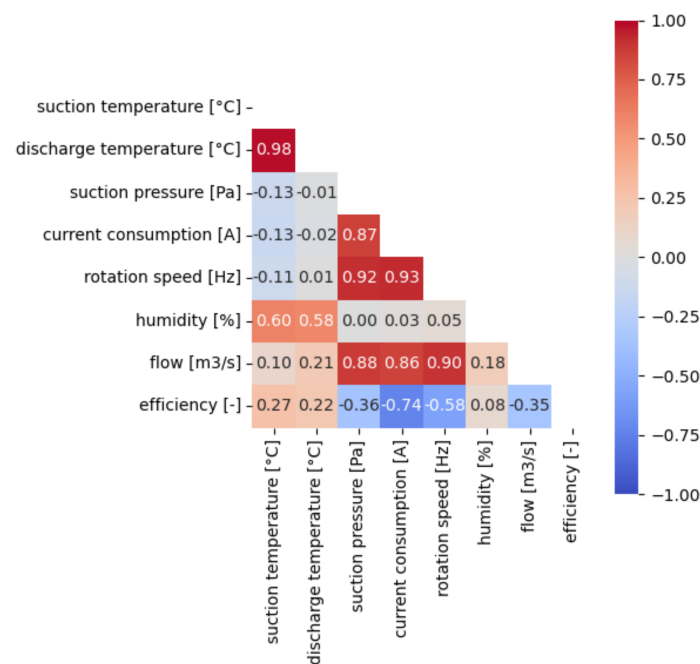 1.00
0.75
0.50
0.25
0.00
−0.25
−0.50
−0.75
−1.00
suction temperature [°C]
discharge temperature [°C] 0.98
suction pressure [Pa] -0.13 -0.01
current consumption [A] -0.13 -0.02 0.87
rotation speed [Hz] -0.11 0.01 0.92 0.93
humidity [%] 0.60 0.58 0.00 0.03 0.05
flow [m3/s] 0.10 0.21 0.88 0.86 0.90 0.18
efficiency [-] 0.27 0.22 -0.36 -0.74 -0.58 0.08 -0.35
suction temperature [°C]
discharge temperature [°C]
suction pressure [Pa]
current consumption [A]
rotation speed [Hz]
humidity [%]
flow [m3/s]
efficiency [-]